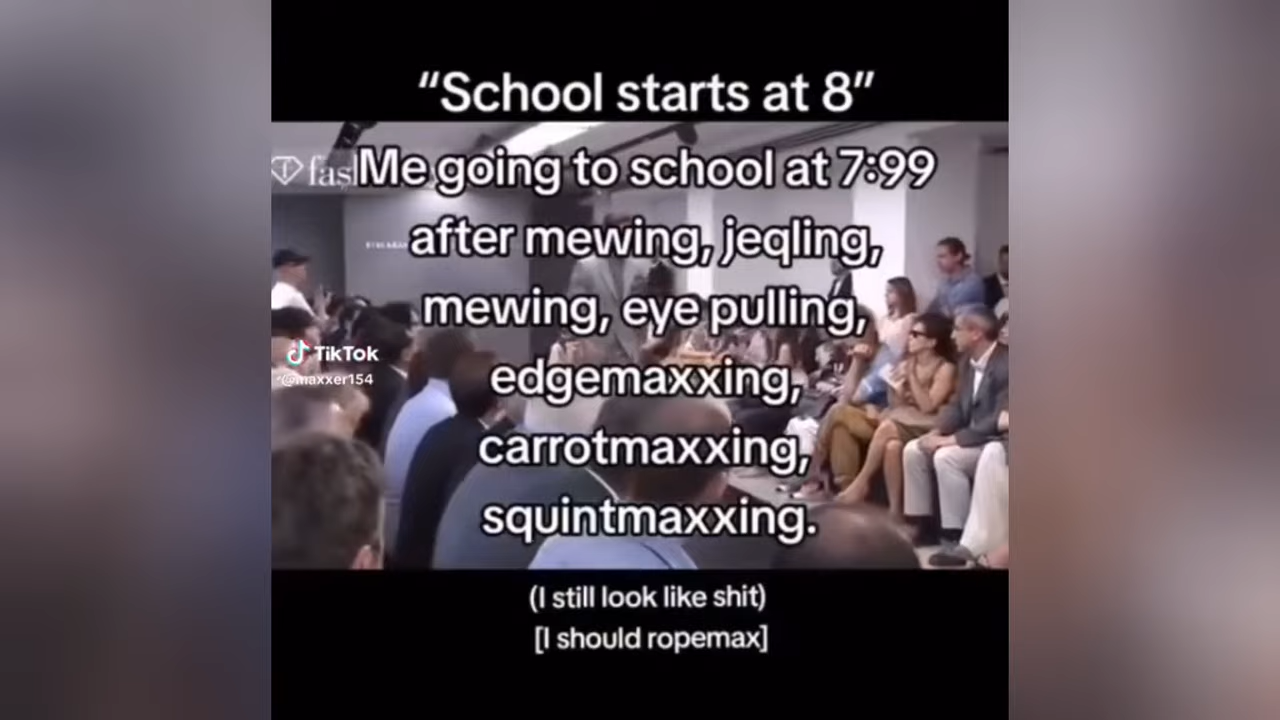 “School starts at 8”
fas
Me going to school at 7:99
after mewing, jeqling,
mewing, eye pulling,
edgemaxxing,
carrotmaxxing,
squintmaxxing.
TikTok
@maxxer154
(I still look like shit)
[I should ropemax]